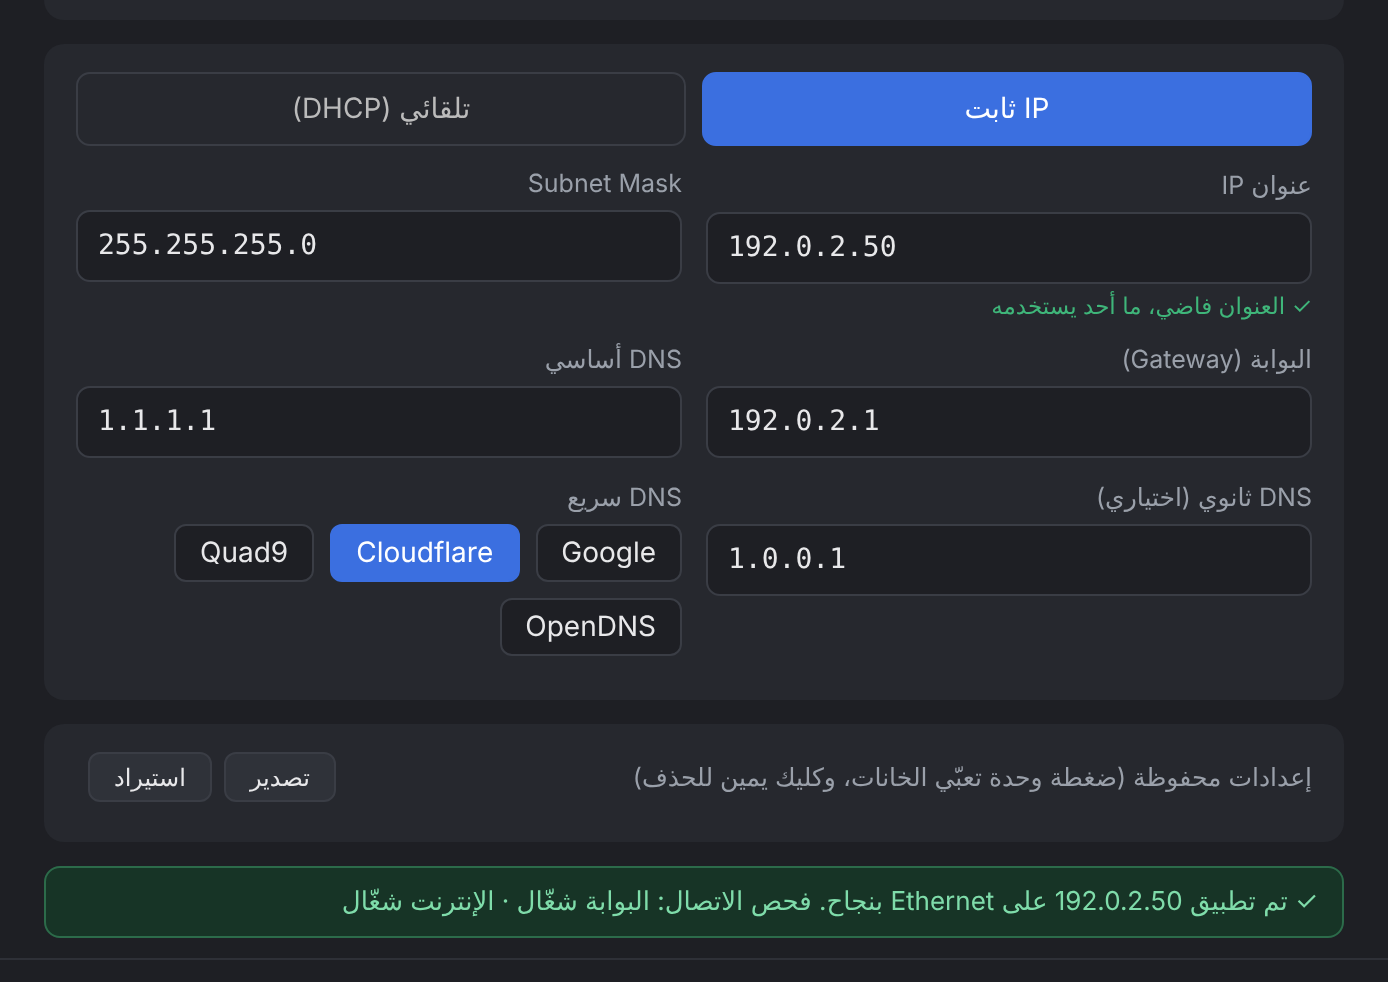 IP ثابت
تلقائي (DHCP)
عنوان IP
Subnet Mask
192.0.2.50
255.255.255.0
✓ العنوان فاضي، ما أحد يستخدمه
البوابة (Gateway)
DNS أساسي
192.0.2.1
1.1.1.1
DNS ثانوي (اختياري)
DNS سريع
1.0.0.1
Google
Cloudflare
Quad9
OpenDNS
إعدادات محفوظة (ضغطة وحدة تعبّي الخانات، وكليك يمين للحذف)
تصدير
استيراد
✓ تم تطبيق 192.0.2.50 على Ethernet بنجاح. فحص الاتصال: البوابة شغّال · الإنترنت شغّال